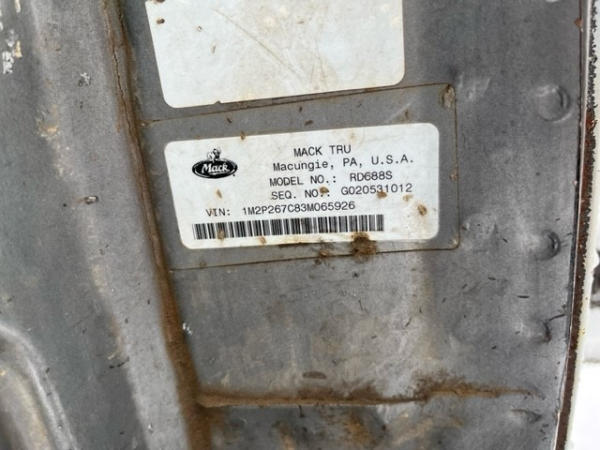 Mack
MACK TRU
Macungie, PA, U.S.A.
MODEL NO.: RD688S
SEQ. NO.: G020531012
VIN: 1M2P267C83M065926